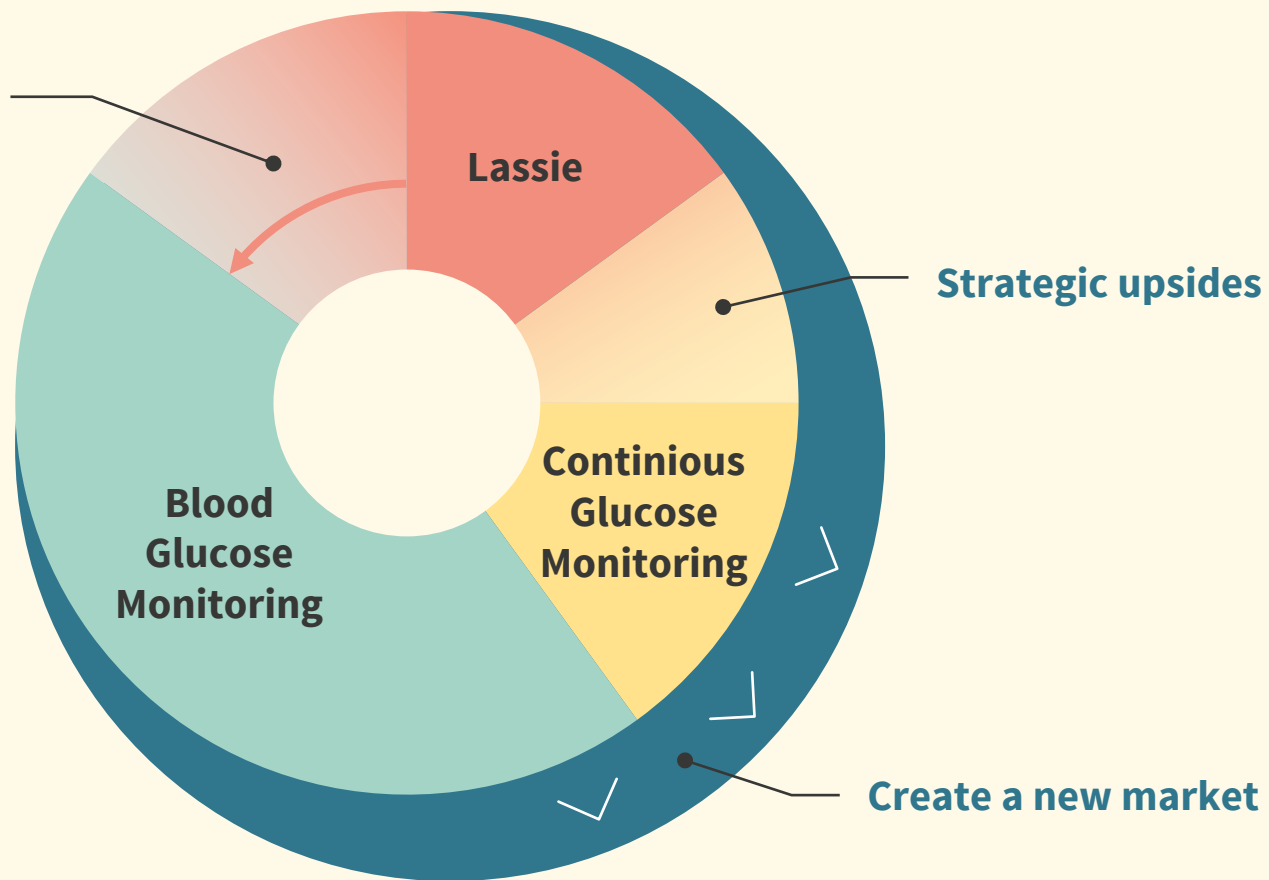 Lassie
Strategic upsides
Continious
Glucose
Monitoring
Blood
Glucose
Monitoring
Create a new market